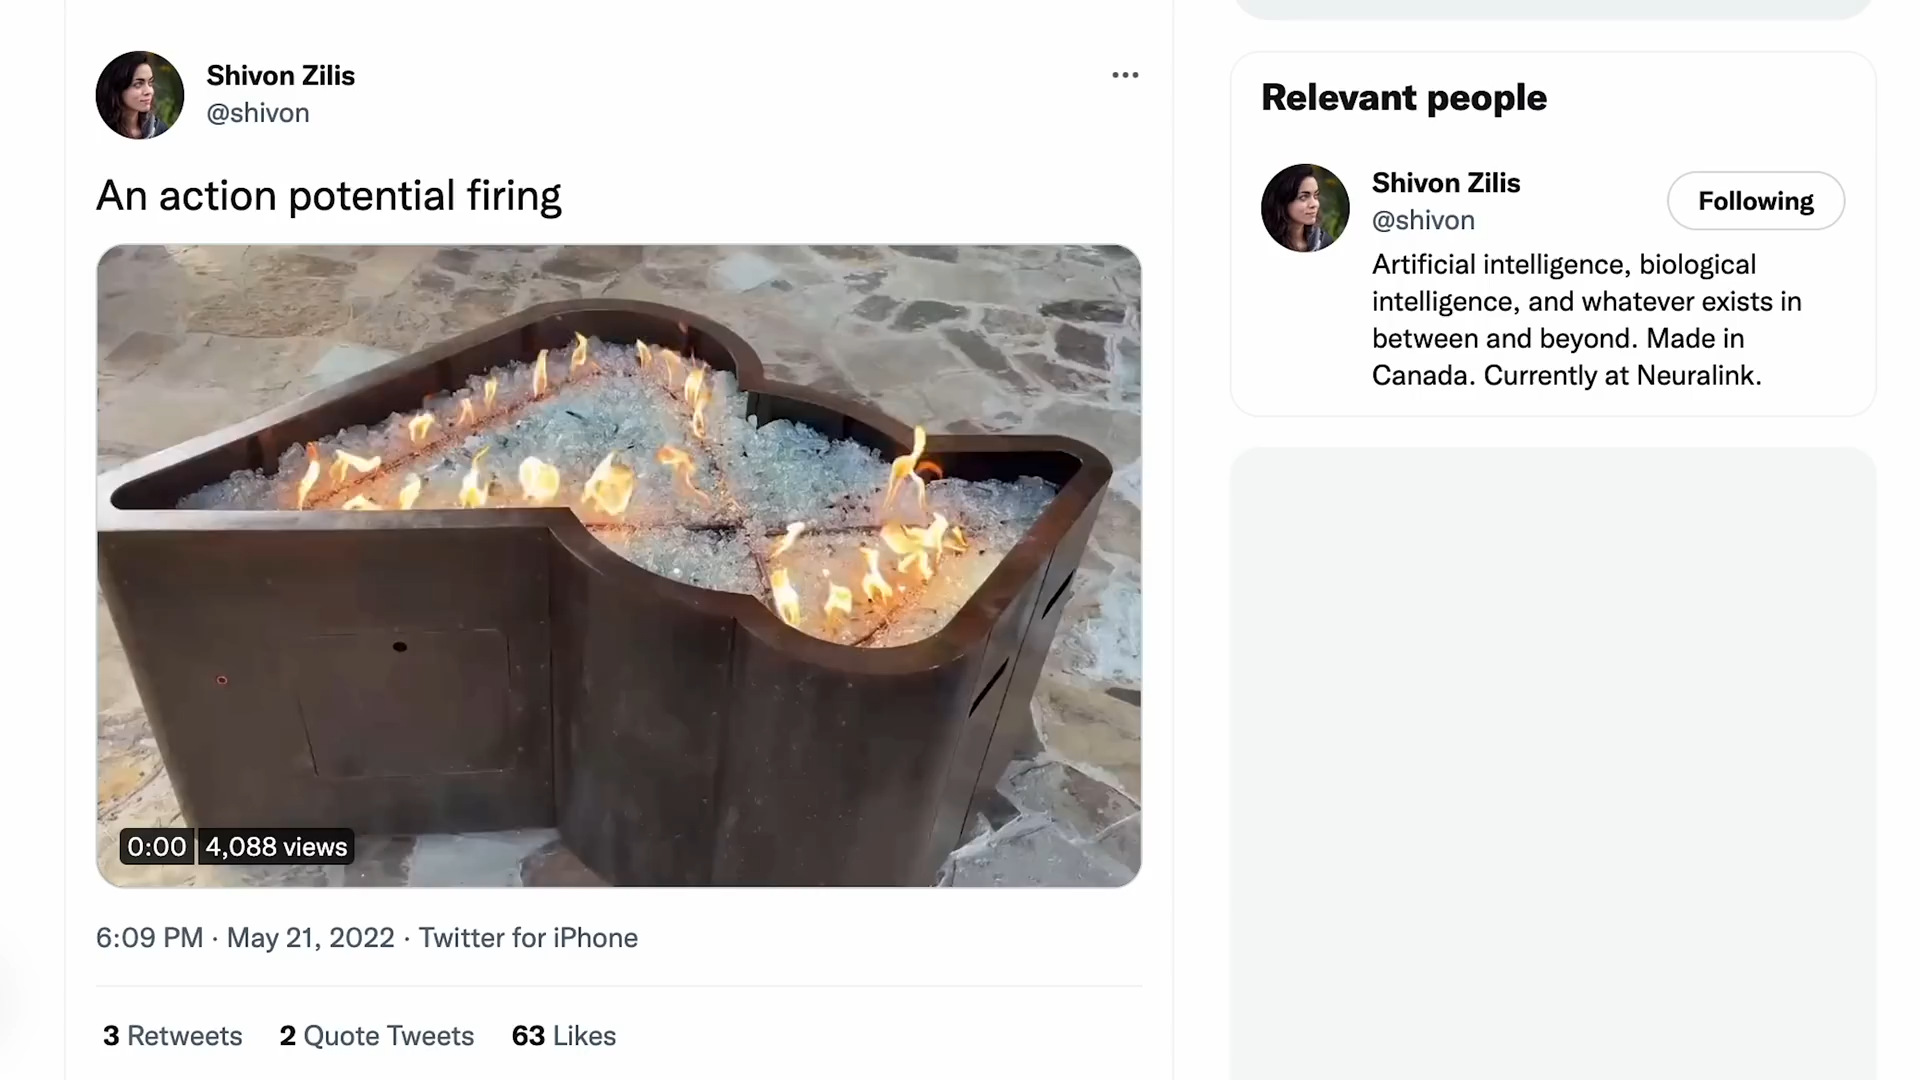 Shivon Zilis
@shivon
An action potential firing
0:00 4,088 views
6:09 PM · May 21, 2022 · Twitter for iPhone
3 Retweets 2 Quote Tweets 63 Likes
Relevant people
Shivon Zilis
@shivon
Following
Artificial intelligence, biological
intelligence, and whatever exists in
between and beyond. Made in
Canada. Currently at Neuralink.